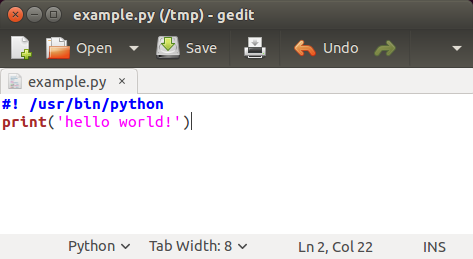 example.py (/tmp) - gedit
Open Save Undo
example.py ×
#! /usr/bin/python
print('hello world!')
Python Tab Width: 8 Ln 2, Col 22 INS